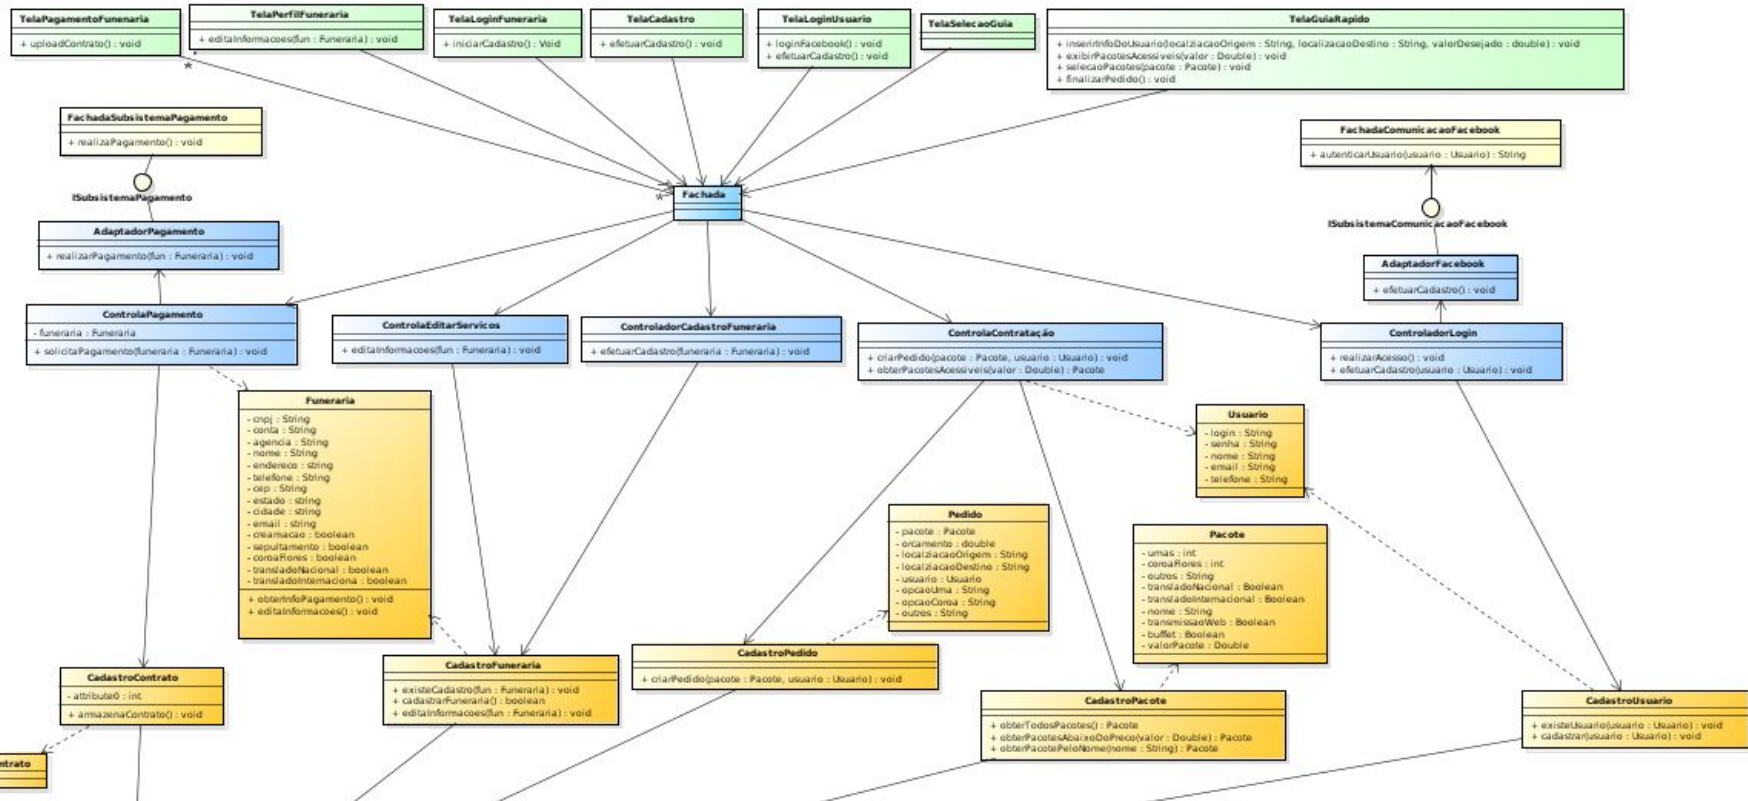 TelaPagamentoFunenaria
+ uploadContrato() : void
TelaPerfilFuneraria
+ editaInformacoes(fun : Funeraria) : void
TelaLoginFuneraria
+ iniciarCadastro() : Void
TelaCadastro
+ efetuarCadastro() : void
TelaLoginUsuario
+ loginFacebook() : void
+ efetuarCadastro() : void
TelaSelecaoGuia
TelaGuiaRapido
+ inserirInfoDoUsuario(localziacaoOrigem : String, localizacaoDestino : String, valorDesejado : double) : void
+ exibirPacotesAcessiveis(valor : Double) : void
+ selecaoPacotes(pacote : Pacote) : void
+ finalizarPedido() : void
*
*
FachadaSubsistemaPagamento
+ realizaPagamento() : void
ISubsistemaPagamento
AdaptadorPagamento
+ realizarPagamento(fun : Funeraria) : void
Fachada
FachadaComunicacaoFacebook
+ autenticarUsuario(usuario : Usuario) : String
ISubsistemaComunicacaoFacebook
AdaptadorFacebook
+ efetuarCadastro() : void
ControlaPagamento
- funeraria : Funeraria
+ solicitaPagamento(funeraria : Funeraria) : void
ControlaEditarServicos
+ editaInformacoes(fun : Funeraria) : void
ControladorCadastroFuneraria
+ efetuarCadastro(funeraria : Funeraria) : void
ControlaContratação
+ criarPedido(pacote : Pacote, usuario : Usuario) : void
+ obterPacotesAcessiveis(valor : Double) : Pacote
ControladorLogin
+ realizarAcesso() : void
+ efetuarCadastro(usuario : Usuario) : void
Funeraria
- cnpj : String
- conta : String
- agencia : String
- nome : String
- endereco : string
- telefone : String
- cep : String
- estado : string
- cidade : string
- email : string
- creamacao : boolean
- sepultamento : boolean
- coroaFlores : boolean
- transladoNacional : boolean
- transladoInternaciona : boolean
+ obterInfoPagamento() : void
+ editaInformacoes() : void
Usuario
- login : String
- senha : String
- nome : String
- email : String
- telefone : String
Pedido
- pacote : Pacote
- orcamento : double
- localziacaoOrigem : String
- localziacaoDestino : String
- usuario : Usuario
- opcaoUrna : String
- opcaoCoroa : String
- outros : String
Pacote
- urnas : int
- coroaFlores : int
- outros : String
- transladoNacional : Boolean
- transladoInternacional : Boolean
- nome : String
- transmissaoWeb : Boolean
- buffet : Boolean
- valorPacote : Double
CadastroContrato
- attribute0 : int
+ armazenaContrato() : void
CadastroFuneraria
+ existeCadastro(fun : Funeraria) : void
+ cadastrarFuneraria() : boolean
+ editaInformacoes(fun : Funeraria) : void
CadastroPedido
+ criarPedido(pacote : Pacote, usuario : Usuario) : void
CadastroPacote
+ obterTodosPacotes() : Pacote
+ obterPacotesAbaixoDoPreco(valor : Double) : Pacote
+ obterPacotePeloNome(nome : String) : Pacote
CadastroUsuario
+ existeUsuario(usuario : Usuario) : void
+ cadastrar(usuario : Usuario) : void
ntrato